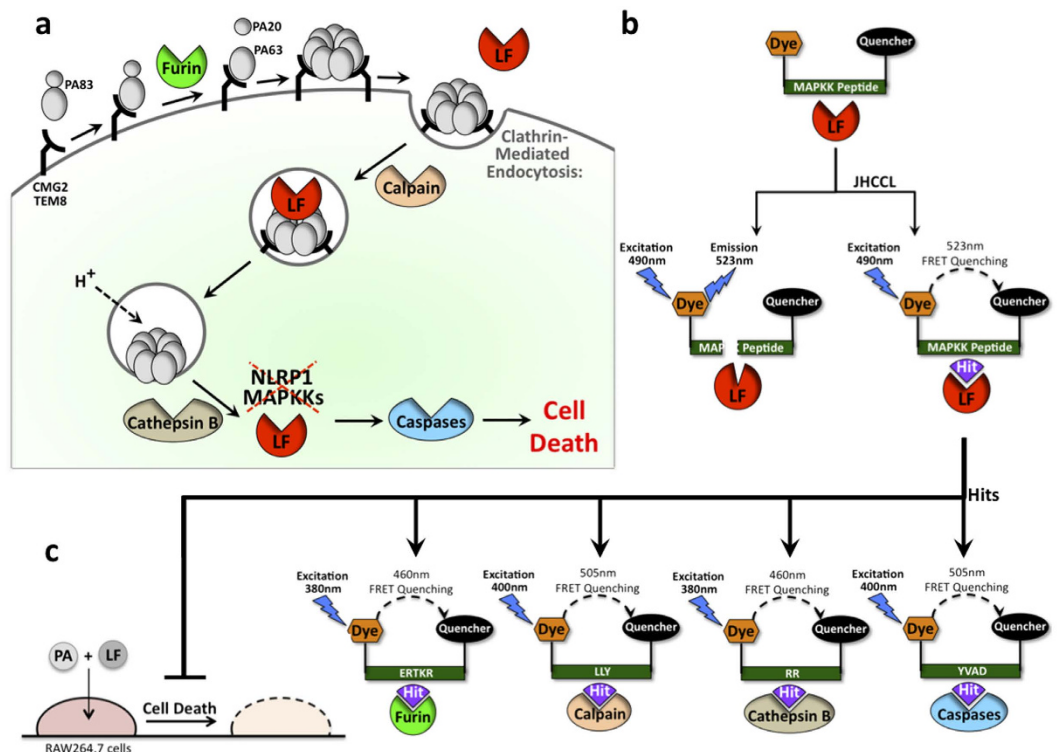 a
PA83
Furin
PA20
PA63
LF
CMG2
TEM8
Clathrin-
Mediated
Endocytosis:
Calpain
LF
H+
NLRP1
MAPKKs
Cathepsin B
LF
Caspases
Cell
Death
b
Dye
Quencher
MAPKK Peptide
LF
JHCCL
Excitation
490nm
Emission
523nm
Dye
Quencher
MAPKK Peptide
LF
Excitation
490nm
523nm
FRET Quenching
Dye
Quencher
MAPKK Peptide
Hit
LF
Hits
c
PA + LF
Cell Death
RAW264.7 cells
Excitation
380nm
460nm
FRET Quenching
Dye
Quencher
ERTKR
Hit
Furin
Excitation
400nm
505nm
FRET Quenching
Dye
Quencher
LLY
Hit
Calpain
Excitation
380nm
460nm
FRET Quenching
Dye
Quencher
RR
Hit
Cathepsin B
Excitation
400nm
505nm
FRET Quenching
Dye
Quencher
YVAD
Hit
Caspases